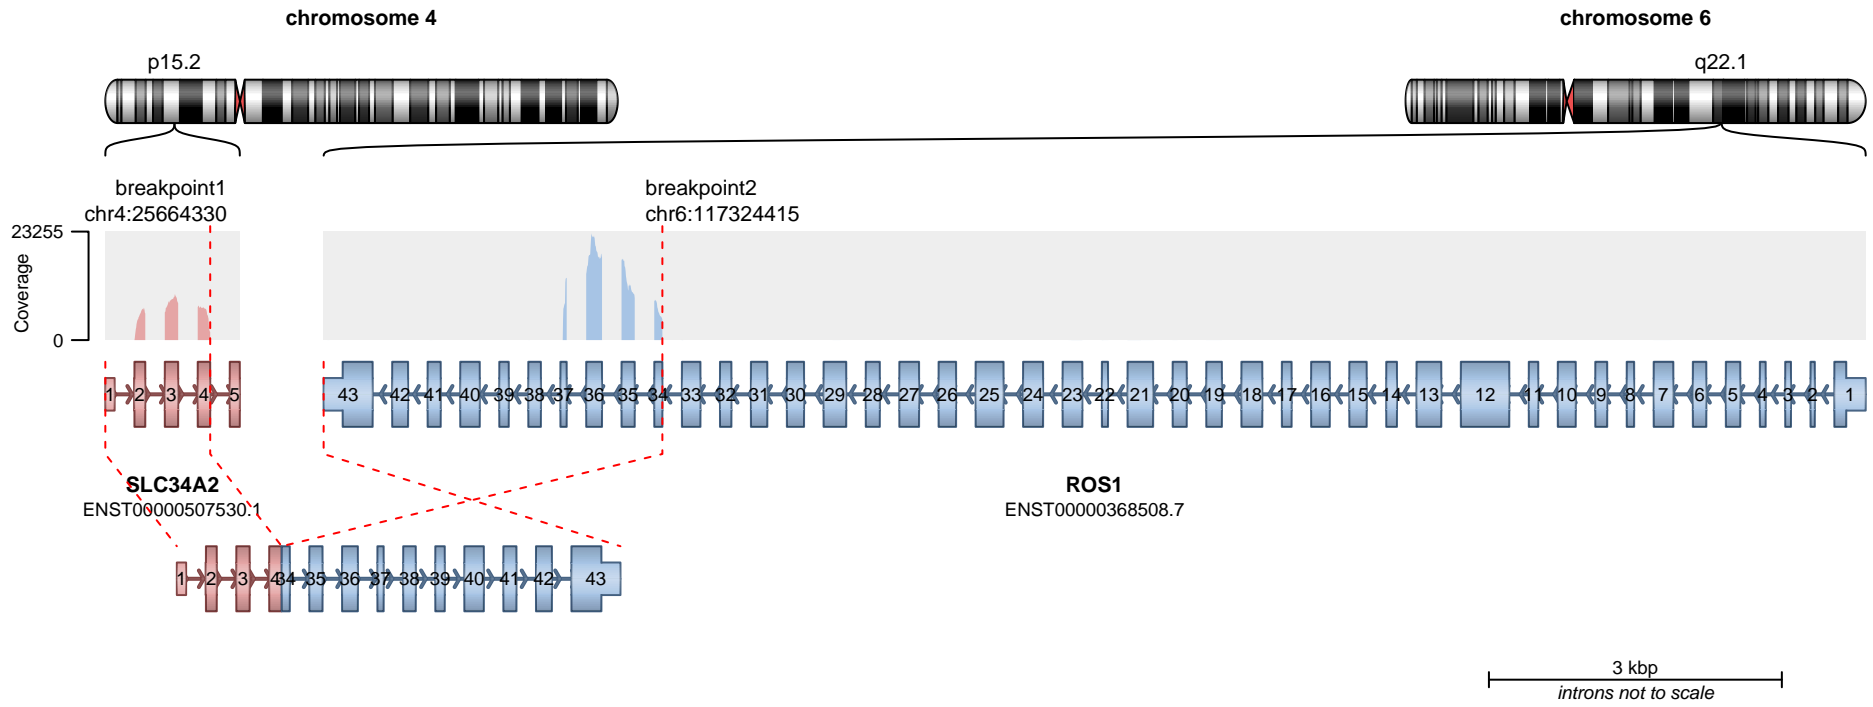 chromosome 4
chromosome 6
p15.2
q22.1
breakpoint1
chr4:25664330
breakpoint2
chr6:117324415
23255
Coverage
0
1 2 3 4 5
43 42 41 40 39 38 37 36 35 34 33 32 31 30 29 28 27 26 25 24 23 22 21 20 19 18 17 16 15 14 13 12 11 10 9 8 7 6 5 4 3 2 1
SLC34A2
ENST00000507530.1
ROS1
ENST00000368508.7
1 2 3 4 34 35 36 37 38 39 40 41 42 43
3 kbp
introns not to scale